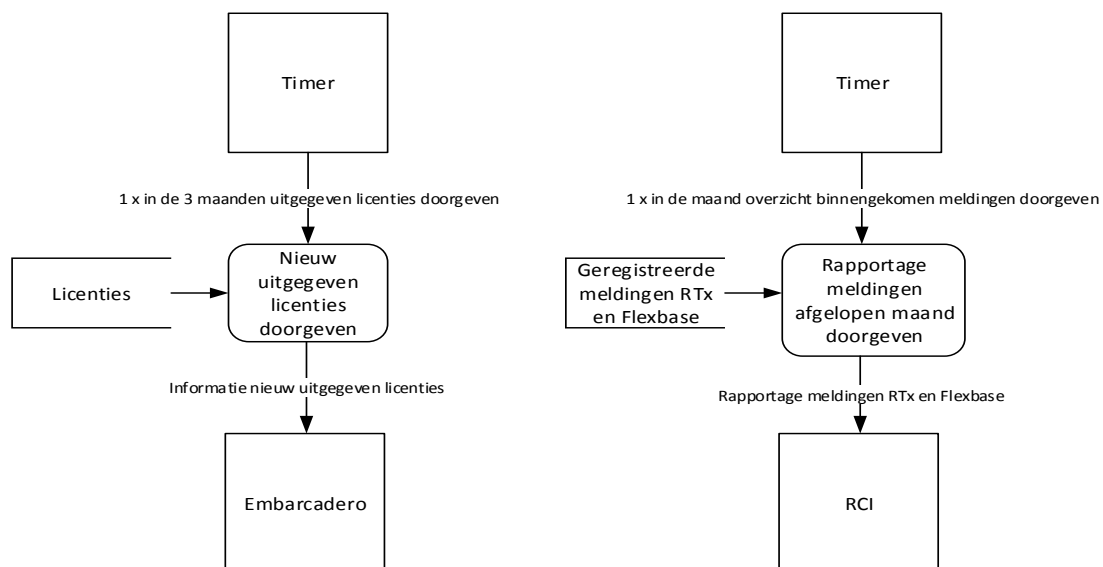 Timer
1 x in de 3 maanden uitgegeven licenties doorgeven
Licenties
Nieuw
uitgegeven
licenties
doorgeven
Informatie nieuw uitgegeven licenties
Embarcadero
Timer
1 x in de maand overzicht binnengekomen meldingen doorgeven
Geregistreerde
meldingen RTx
en Flexbase
Rapportage
meldingen
afgelopen maand
doorgeven
Rapportage meldingen RTx en Flexbase
RCI